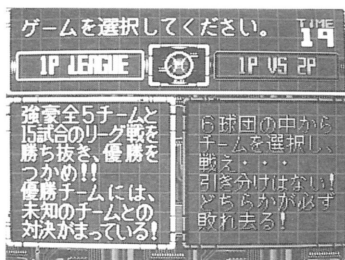 ゲームを選択してください。
TIME
19
1P LEAGUE
1P VS 2P
強豪全5チームと
15試合のリーグ戦を
勝ち抜き、優勝を
つかめ!!
優勝チームには、
未知のチームとの
対決がまっている!
6球団の中から
チームを選択し、
戦え・・・
引き分けはない!
どちらかが必ず
敗れ去る!